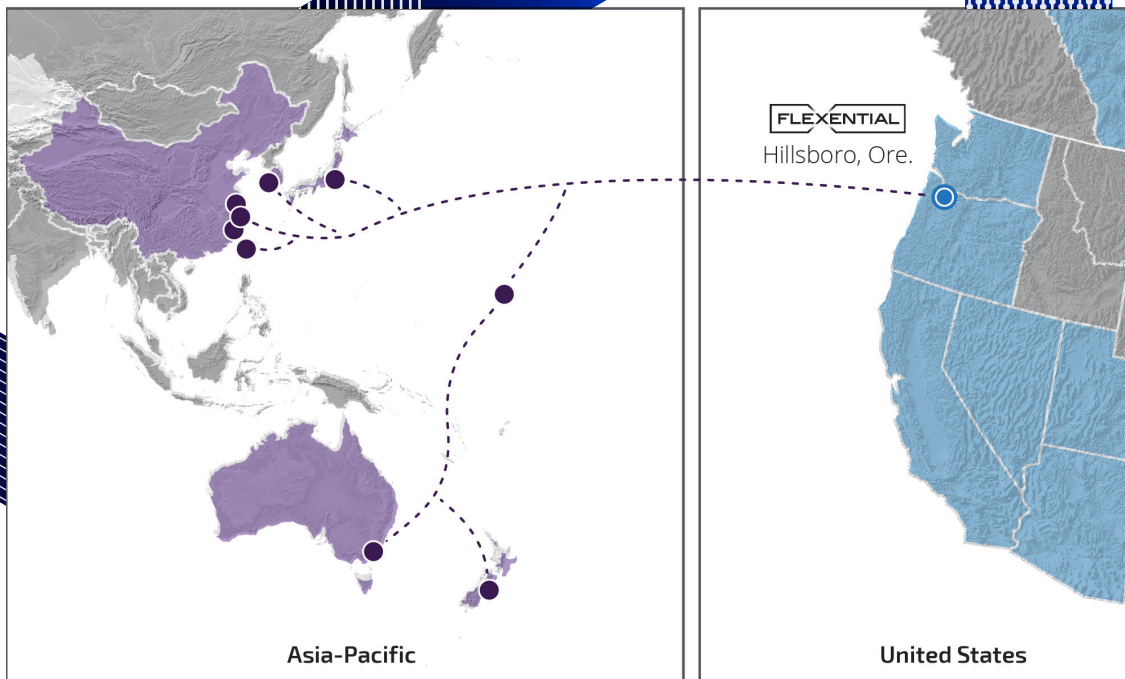 FLEXENTIAL
Hillsboro, Ore.
Asia-Pacific
United States